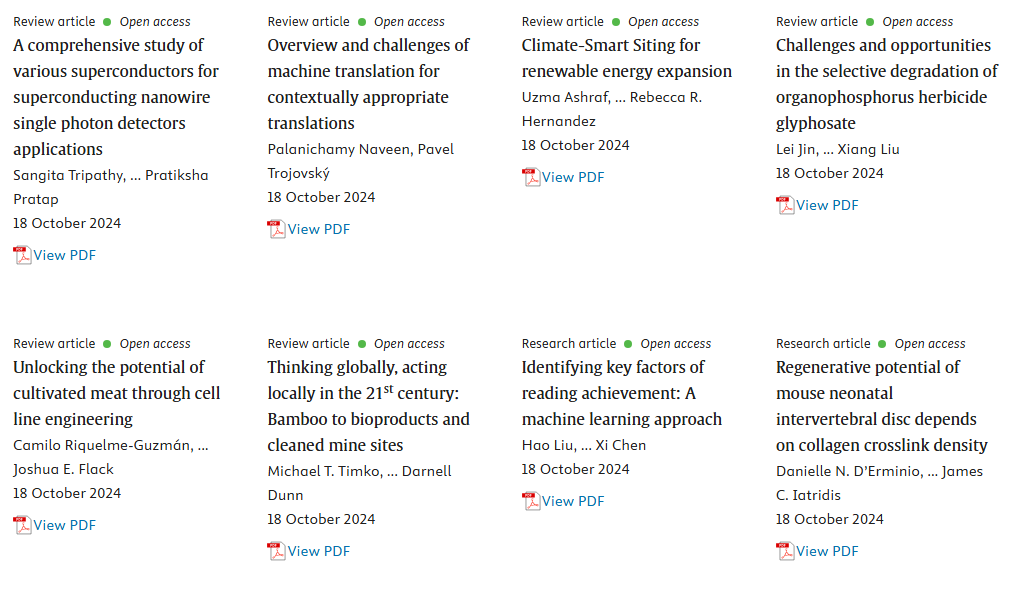 Review article ● Open access
A comprehensive study of
various superconductors for
superconducting nanowire
single photon detectors
applications
Sangita Tripathy, ... Pratiksha
Pratap
18 October 2024
View PDF
Review article ● Open access
Overview and challenges of
machine translation for
contextually appropriate
translations
Palanichamy Naveen, Pavel
Trojovský
18 October 2024
View PDF
Review article ● Open access
Climate-Smart Siting for
renewable energy expansion
Uzma Ashraf, ... Rebecca R.
Hernandez
18 October 2024
View PDF
Review article ● Open access
Challenges and opportunities
in the selective degradation of
organophosphorus herbicide
glyphosate
Lei Jin, ... Xiang Liu
18 October 2024
View PDF
Review article ● Open access
Unlocking the potential of
cultivated meat through cell
line engineering
Camilo Riquelme-Guzmán, ...
Joshua E. Flack
18 October 2024
View PDF
Review article ● Open access
Thinking globally, acting
locally in the 21st century:
Bamboo to bioproducts and
cleaned mine sites
Michael T. Timko, ... Darnell
Dunn
18 October 2024
View PDF
Research article ● Open access
Identifying key factors of
reading achievement: A
machine learning approach
Hao Liu, ... Xi Chen
18 October 2024
View PDF
Research article ● Open access
Regenerative potential of
mouse neonatal
intervertebral disc depends
on collagen crosslink density
Danielle N. D'Erminio, ... James
C. Iatridis
18 October 2024
View PDF